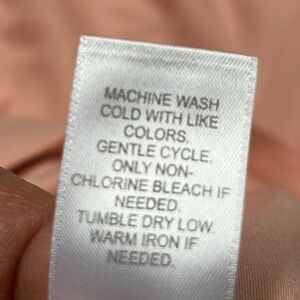 MACHINE WASH
COLD WITH LIKE
COLORS.
GENTLE CYCLE.
ONLY NON-
CHLORINE BLEACH IF
NEEDED.
TUMBLE DRY LOW.
WARM IRON IF
NEEDED.